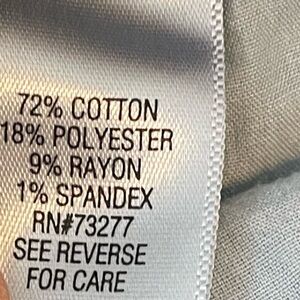 72% COTTON
18% POLYESTER
9% RAYON
1% SPANDEX
RN#73277
SEE REVERSE
FOR CARE